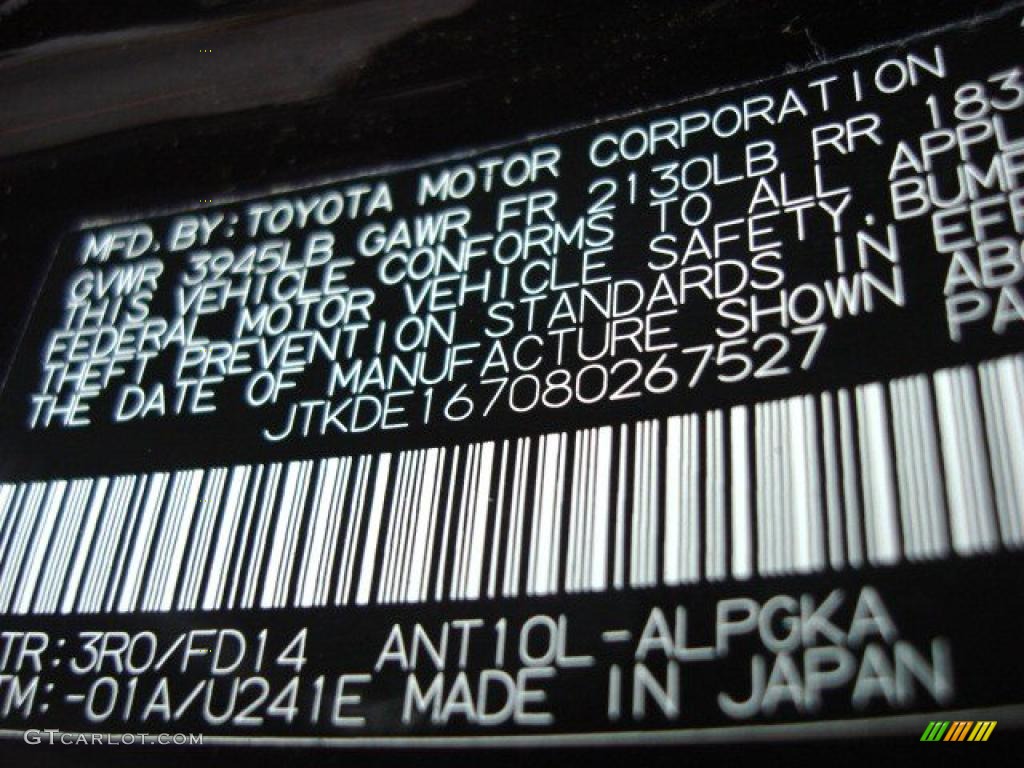 MFD. BY: TOYOTA MOTOR CORPORATION
GVWR 3945LB GAWR FR 2130LB RR 183
THIS VEHICLE CONFORMS TO ALL APPL
FEDERAL MOTOR VEHICLE SAFETY, BUMP
THEFT PREVENTION STANDARDS IN EFF
THE DATE OF MANUFACTURE SHOWN ABO
JTKDE167080267527 PA
TR: 3R0/FD14 ANT10L-ALPGKA
TM: -01A/U241E MADE IN JAPAN
GTCARLOT.COM